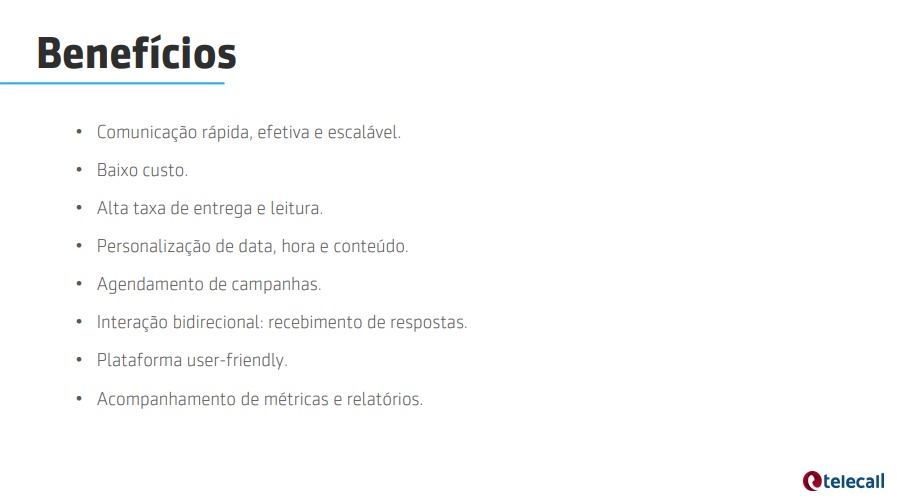 Benefícios
• Comunicação rápida, efetiva e escalável.
• Baixo custo.
• Alta taxa de entrega e leitura.
• Personalização de data, hora e conteúdo.
• Agendamento de campanhas.
• Interação bidirecional: recebimento de respostas.
• Plataforma user-friendly.
• Acompanhamento de métricas e relatórios.
telecall